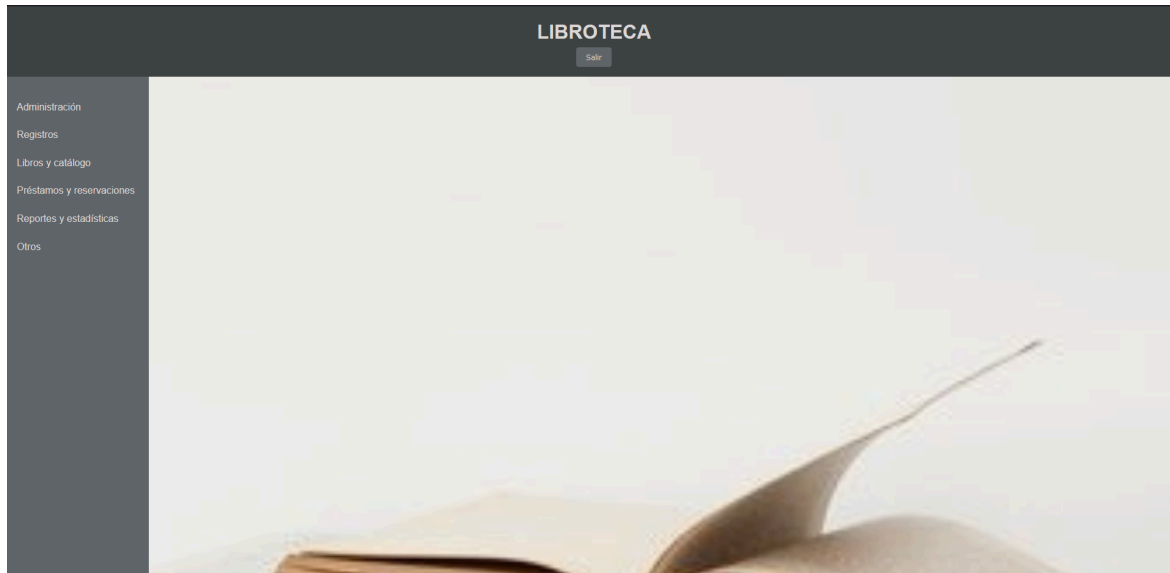 LIBROTECA
Salir
Administración
Registros
Libros y catálogo
Préstamos y reservaciones
Reportes y estadísticas
Otros